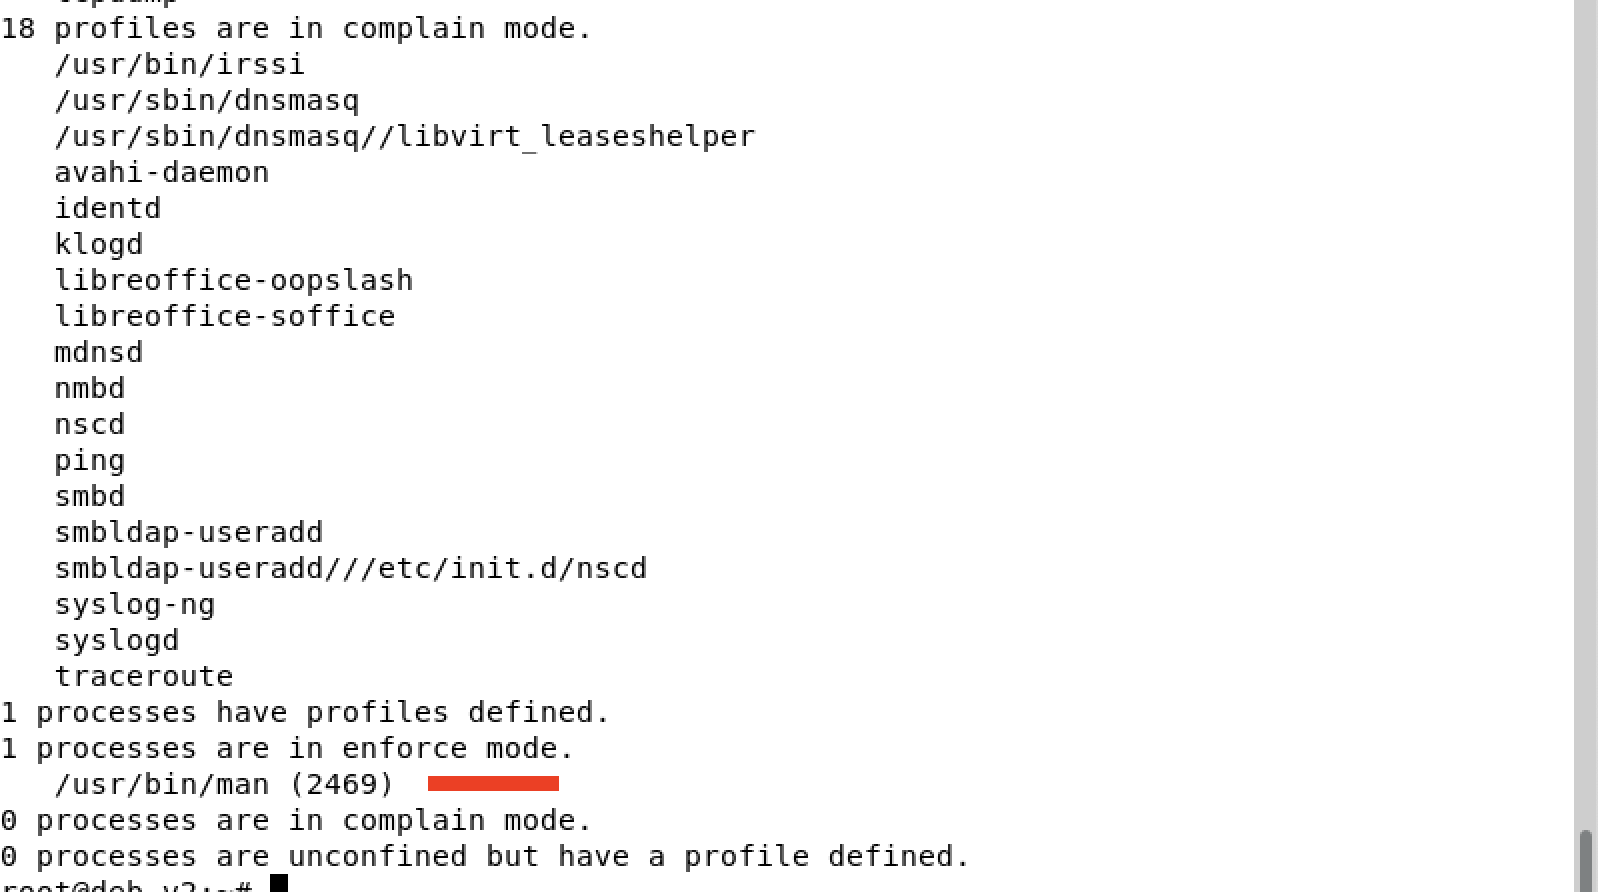 18 profiles are in complain mode.
/usr/bin/irssi
/usr/sbin/dnsmasq
/usr/sbin/dnsmasq//libvirt_leaseshelper
avahi-daemon
identd
klogd
libreoffice-oopslash
libreoffice-soffice
mdnsd
nmbd
nscd
ping
smbd
smbldap-useradd
smbldap-useradd///etc/init.d/nscd
syslog-ng
syslogd
traceroute
1 processes have profiles defined.
1 processes are in enforce mode.
/usr/bin/man (2469)
0 processes are in complain mode.
0 processes are unconfined but have a profile defined.